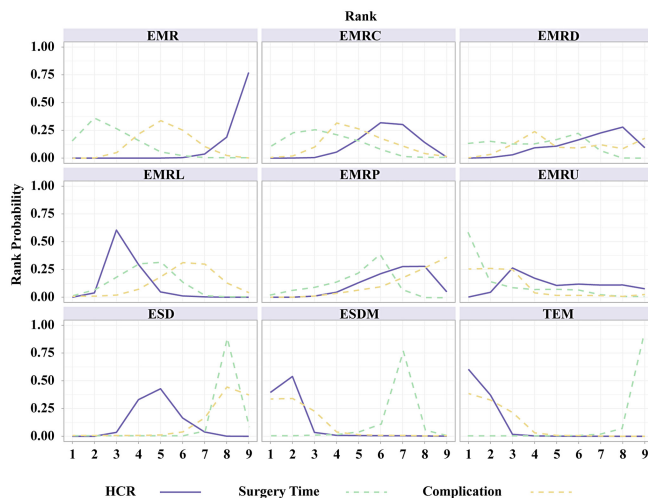 Rank
EMR EMRC EMRD
1.00
0.75
0.50
0.25
0.00
EMRL EMRP EMRU
1.00
0.75
0.50
0.25
0.00
Rank Probability
ESD ESDM TEM
1.00
0.75
0.50
0.25
0.00
1 2 3 4 5 6 7 8 9 1 2 3 4 5 6 7 8 9 1 2 3 4 5 6 7 8 9
HCR Surgery Time Complication